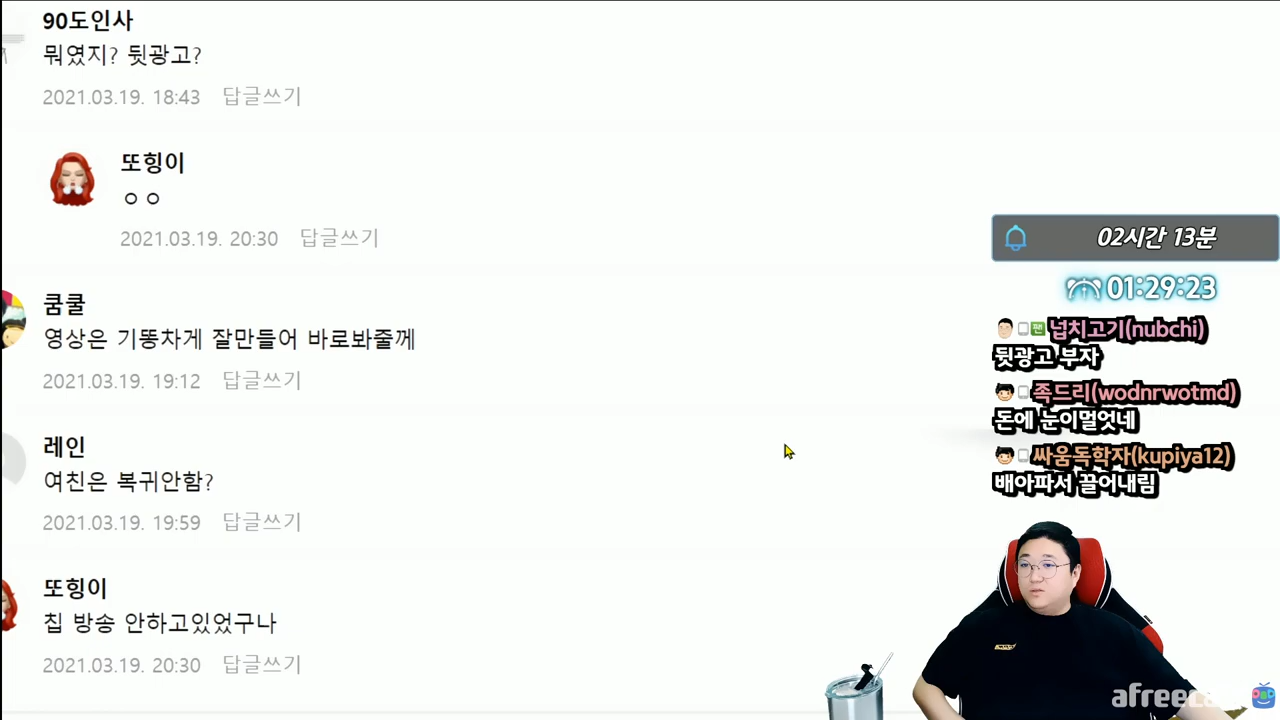 90도인사
뭐였지? 뒷광고?
2021.03.19. 18:43 답글쓰기
또힝이
ㅇㅇ
2021.03.19. 20:30 답글쓰기
쿰쿨
영상은 기똥차게 잘만들어 바로봐줄께
2021.03.19. 19:12 답글쓰기
레인
여친은 복귀안함?
2021.03.19. 19:59 답글쓰기
또힝이
칩 방송 안하고있었구나
2021.03.19. 20:30 답글쓰기
02시간 13분
01:29:23
팬 넙치고기(nubchi)
뒷광고 부자
족드리(wodnrwotmd)
돈에 눈이멀엇네
싸움독학자(kupiya12)
배아파서 끌어내림